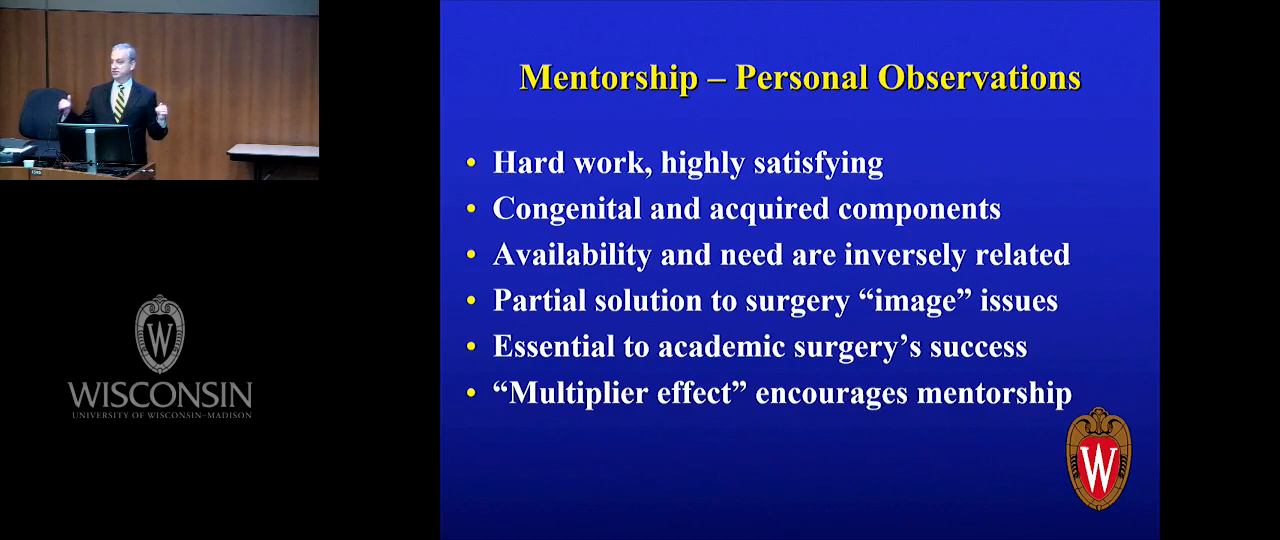 Mentorship – Personal Observations
• Hard work, highly satisfying
• Congenital and acquired components
• Availability and need are inversely related
• Partial solution to surgery “image” issues
• Essential to academic surgery’s success
• “Multiplier effect” encourages mentorship
W
W
WISCONSIN
UNIVERSITY OF WISCONSIN–MADISON